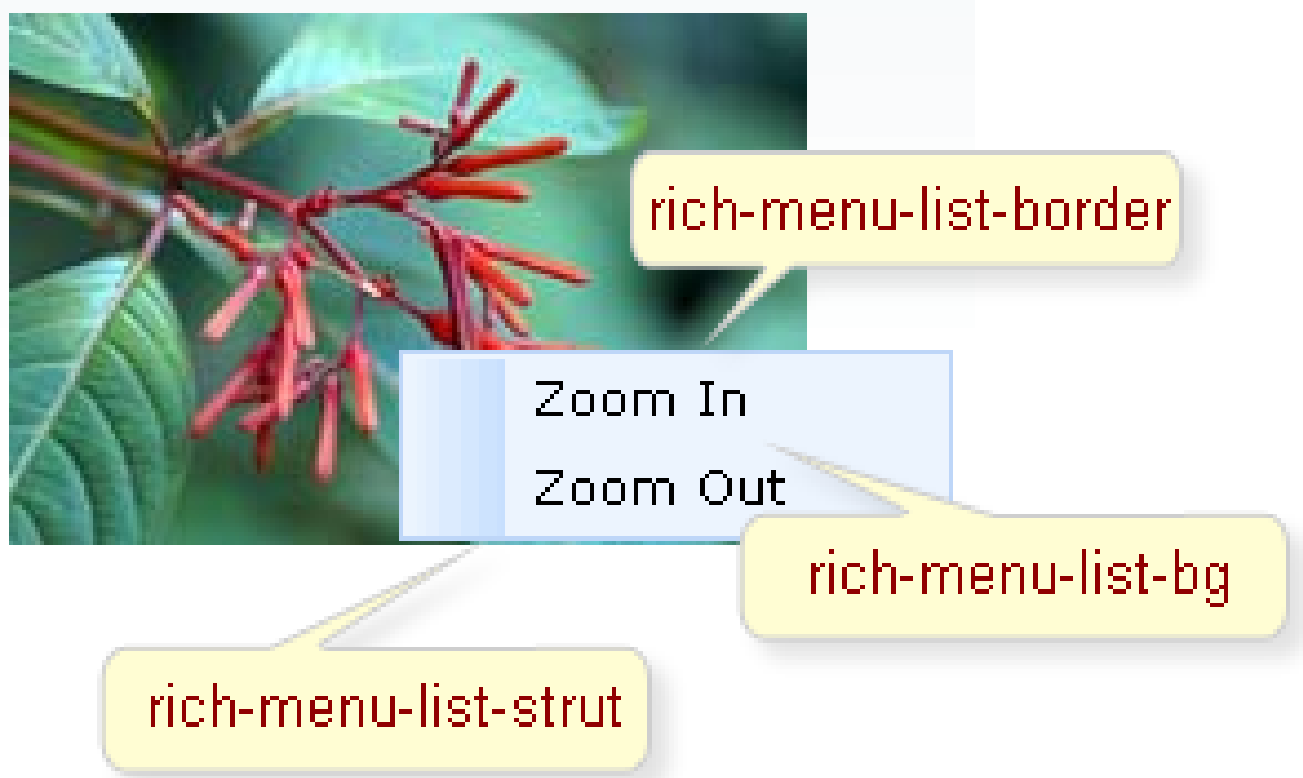 rich-menu-list-border
Zoom In
Zoom Out
rich-menu-list-bg
rich-menu-list-strut